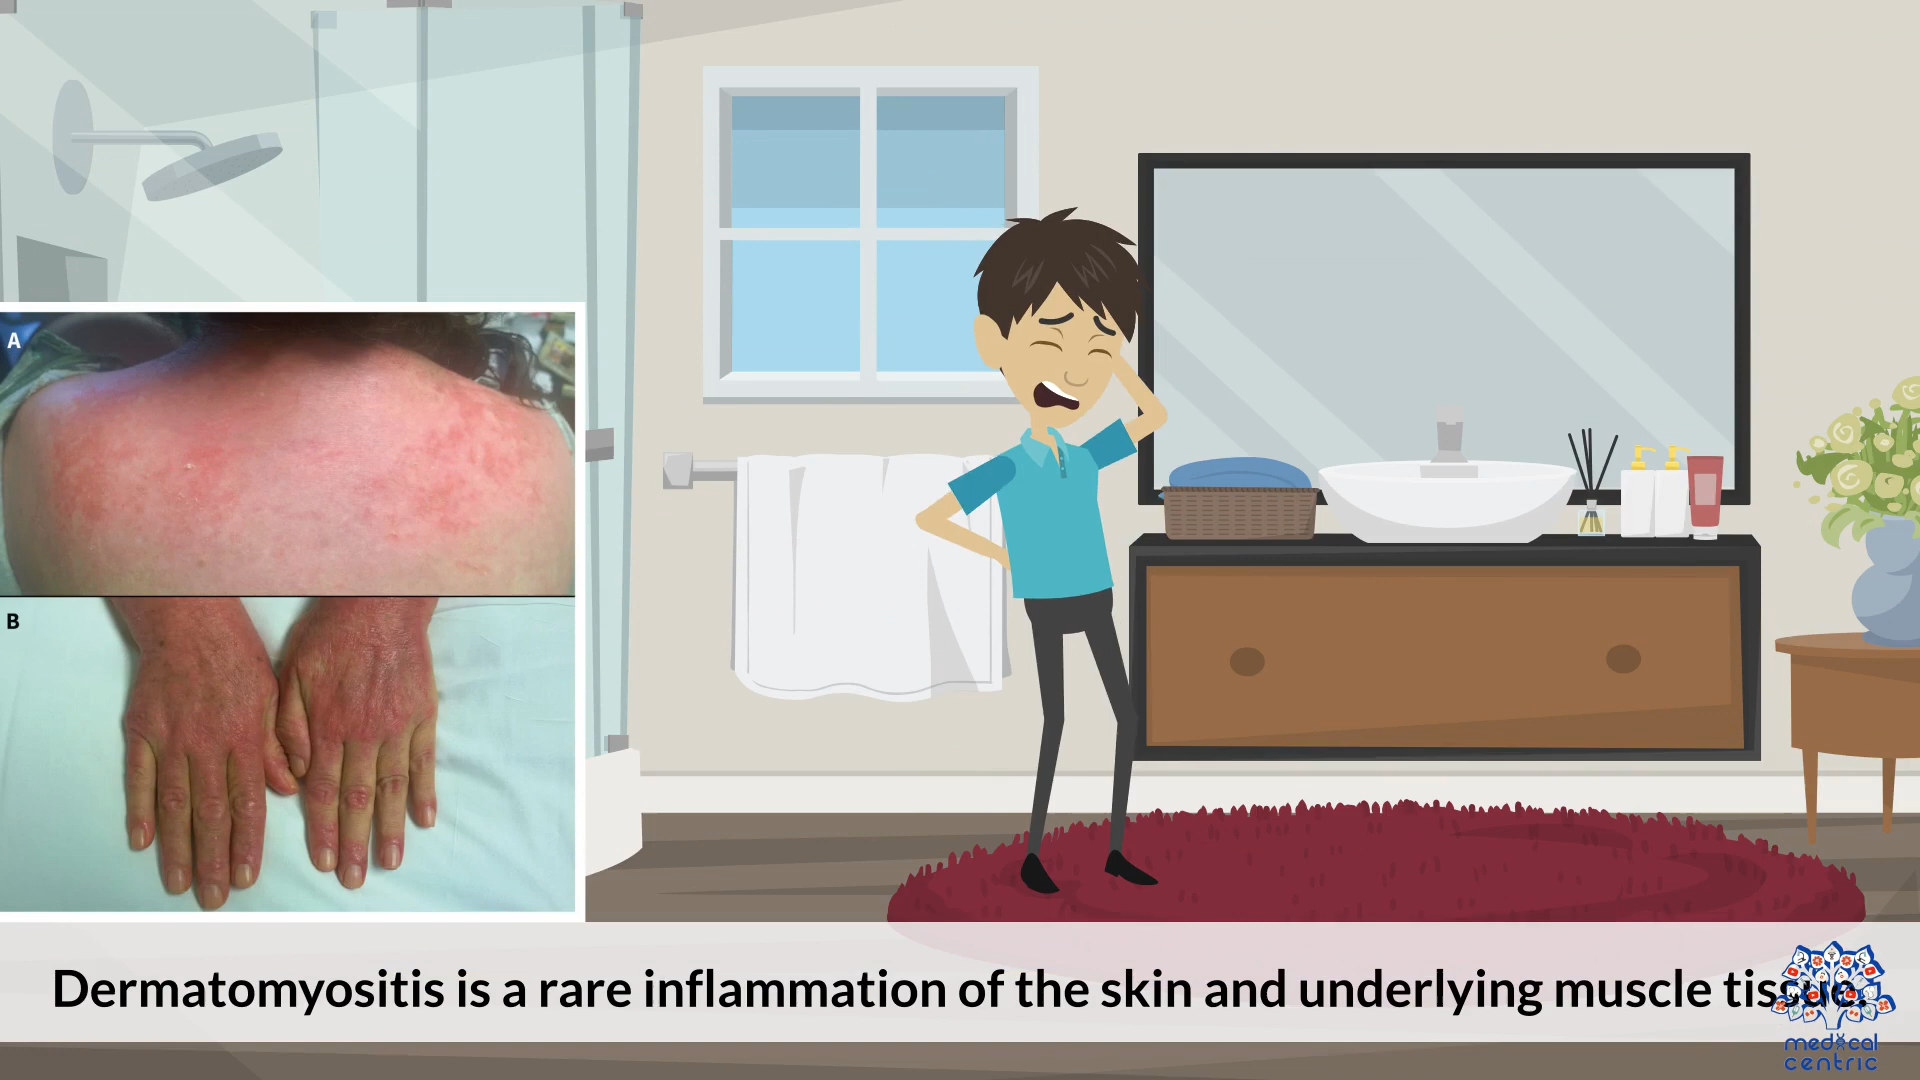 A
B
Dermatomyositis is a rare inflammation of the skin and underlying muscle tissue.
medical
centric